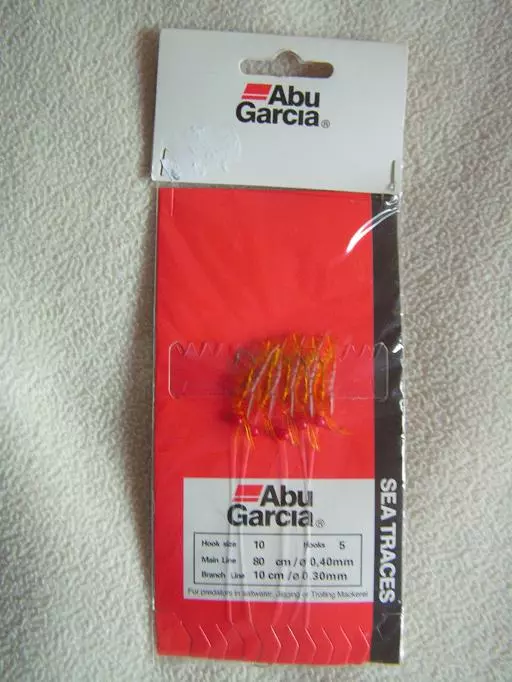 Abu
Garcia®
SEA TRACES
Abu
Garcia®
Hook size 10 Hooks 5
Main Line 80 cm/ø 0,40mm
Branch Line 10 cm/ø 0.30mm
For predators in saltwater, Jigging or Trolling Mackerel